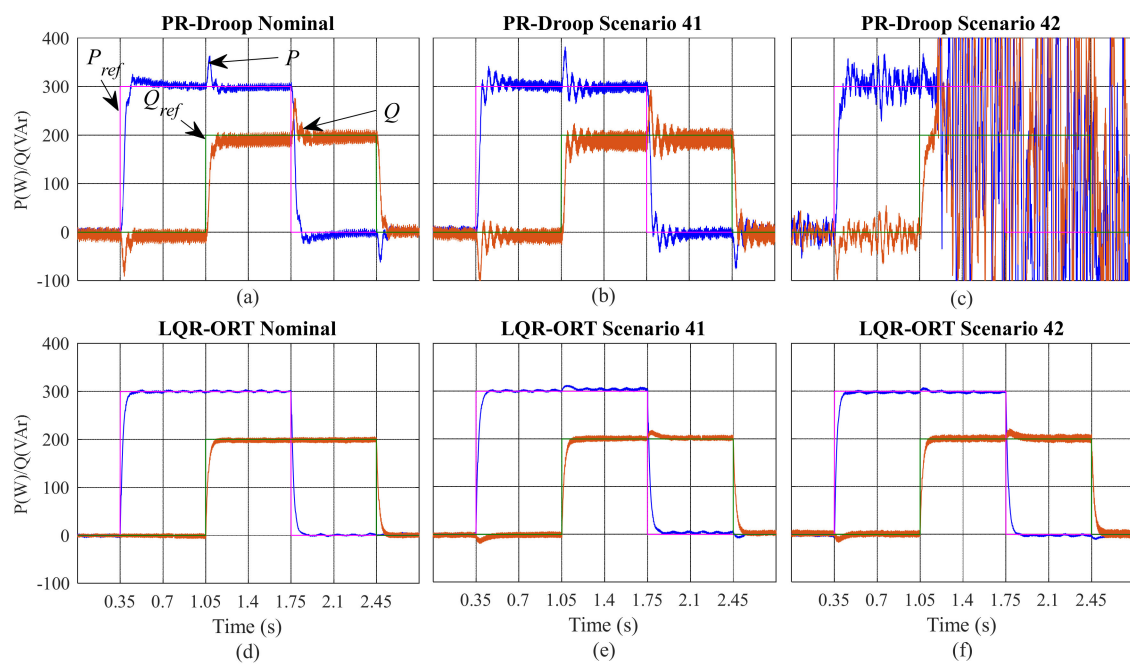 PR-Droop Nominal
PR-Droop Scenario 41
PR-Droop Scenario 42
P(W)/Q(VAr)
400
300
200
100
0
-100
P_ref
Q_ref
P
Q
(a)
(b)
(c)
LQR-ORT Nominal
LQR-ORT Scenario 41
LQR-ORT Scenario 42
P(W)/Q(VAr)
400
300
200
100
0
-100
0.35 0.7 1.05 1.4 1.75 2.1 2.45
0.35 0.7 1.05 1.4 1.75 2.1 2.45
0.35 0.7 1.05 1.4 1.75 2.1 2.45
Time (s)
Time (s)
Time (s)
(d)
(e)
(f)